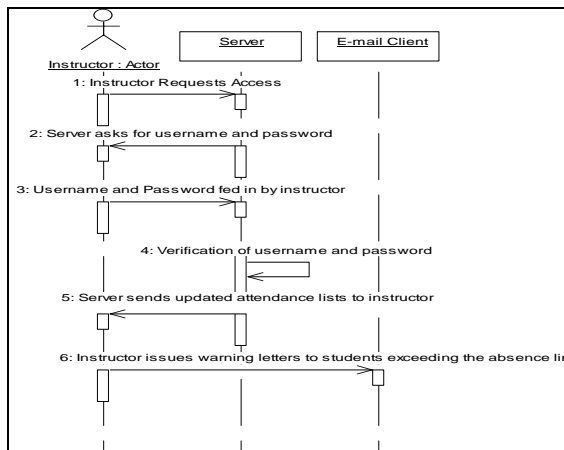 Server
E-mail Client
Instructor : Actor
1: Instructor Requests Access
2: Server asks for username and password
3: Username and Password fed in by instructor
4: Verification of username and password
5: Server sends updated attendance lists to instructor
6: Instructor issues warning letters to students exceeding the absence